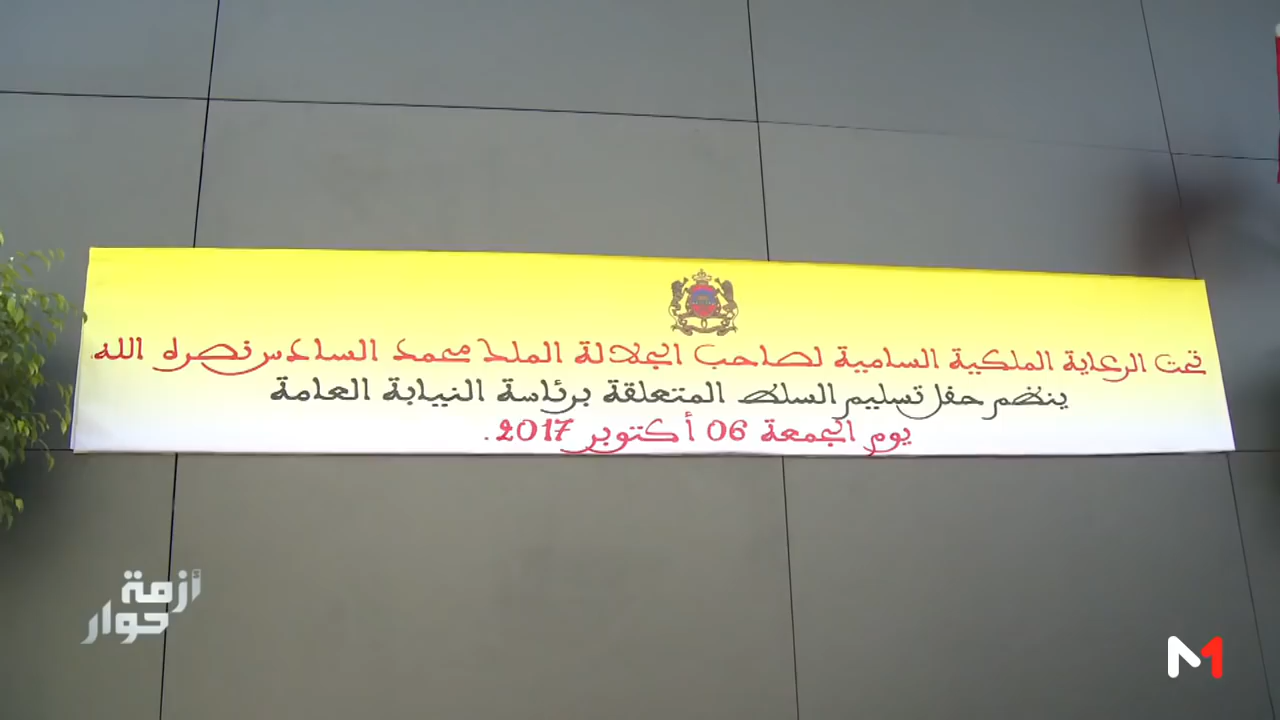 تحت الرعاية الملكية السامية لصاحب الجلالة الملك محمد السادس نصره الله
ينظم حفل تسليم السلط المتعلقة برئاسة النيابة العامة
يوم الجمعة 06 أكتوبر 2017.
أزمة
حوار
M1